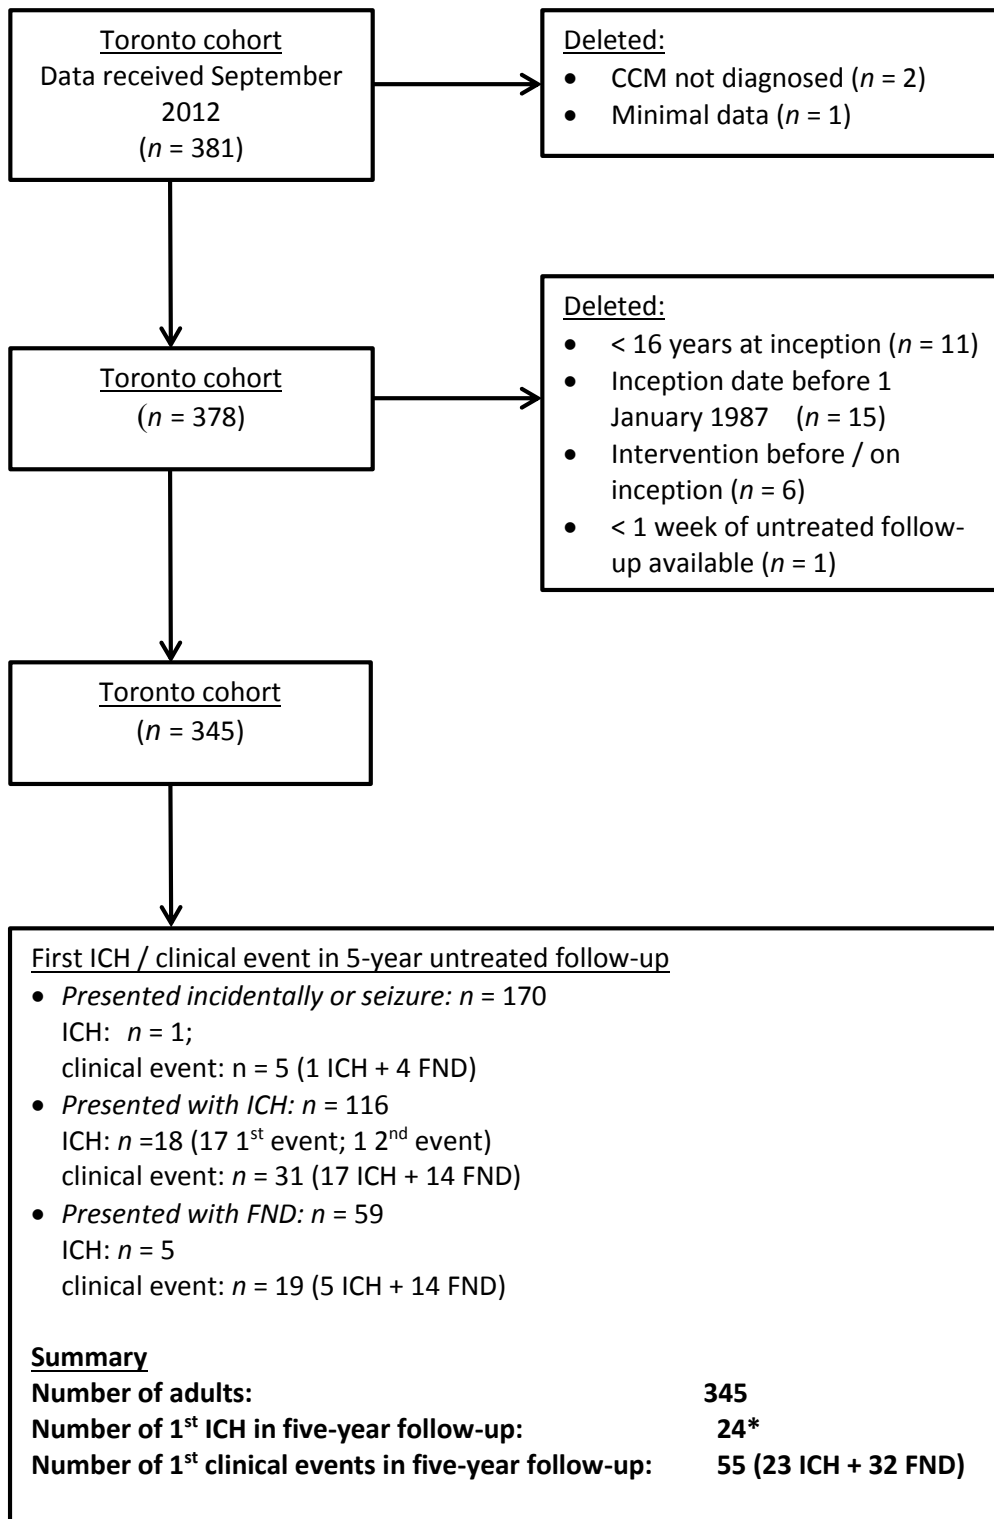 Toronto cohort
Data received September
2012
(n = 381)
Deleted:
• CCM not diagnosed (n = 2)
• Minimal data (n = 1)
Toronto cohort
(n = 378)
Deleted:
• < 16 years at inception (n = 11)
• Inception date before 1
January 1987 (n = 15)
• Intervention before / on
inception (n = 6)
• < 1 week of untreated follow-
up available (n = 1)
Toronto cohort
(n = 345)
First ICH / clinical event in 5-year untreated follow-up
• Presented incidentally or seizure: n = 170
ICH: n = 1;
clinical event: n = 5 (1 ICH + 4 FND)
• Presented with ICH: n = 116
ICH: n =18 (17 1st event; 1 2nd event)
clinical event: n = 31 (17 ICH + 14 FND)
• Presented with FND: n = 59
ICH: n = 5
clinical event: n = 19 (5 ICH + 14 FND)
Summary
Number of adults: 345
Number of 1st ICH in five-year follow-up: 24*
Number of 1st clinical events in five-year follow-up: 55 (23 ICH + 32 FND)